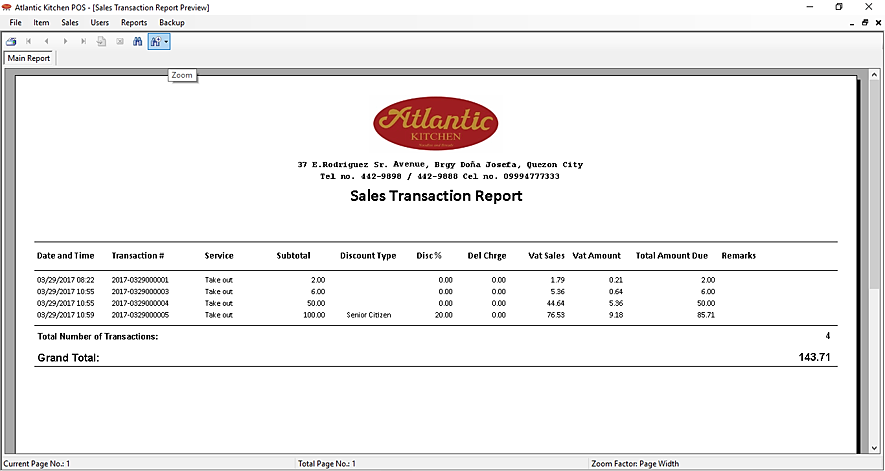 Atlantic Kitchen POS - [Sales Transaction Report Preview]
File Item Sales Users Reports Backup
Main Report
Zoom
Atlantic
KITCHEN
37 E.Rodriguez Sr. Avenue, Brgy Doña Josefa, Quezon City
Tel no. 442-9898 / 442-9888 Cel no. 09994777333
Sales Transaction Report
Date and Time Transaction # Service Subtotal Discount Type Disc% Del Chrge Vat Sales Vat Amount Total Amount Due Remarks
03/29/2017 08:22 2017-0329000001 Take out 2.00 0.00 0.00 1.79 0.21 2.00
03/29/2017 10:55 2017-0329000003 Take out 6.00 0.00 0.00 5.36 0.64 6.00
03/29/2017 10:55 2017-0329000004 Take out 50.00 0.00 0.00 44.64 5.36 50.00
03/29/2017 10:59 2017-0329000005 Take out 100.00 Senior Citizen 20.00 0.00 76.53 9.18 85.71
Total Number of Transactions: 4
Grand Total: 143.71
Current Page No.: 1 Total Page No.: 1 Zoom Factor: Page Width